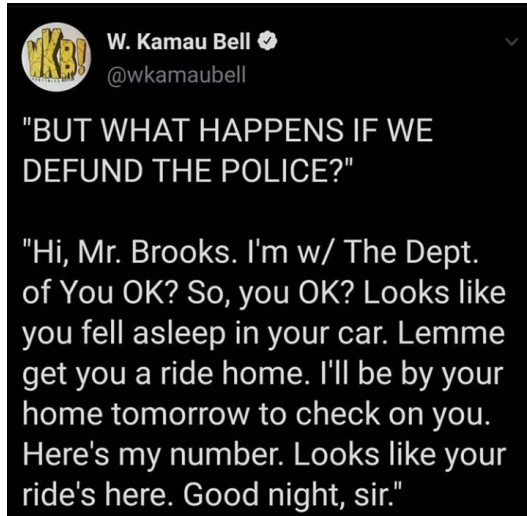 WKB!
W. Kamau Bell
@wkamaubell
"BUT WHAT HAPPENS IF WE
DEFUND THE POLICE?"
"Hi, Mr. Brooks. I'm w/ The Dept.
of You OK? So, you OK? Looks like
you fell asleep in your car. Lemme
get you a ride home. I'll be by your
home tomorrow to check on you.
Here's my number. Looks like your
ride's here. Good night, sir."